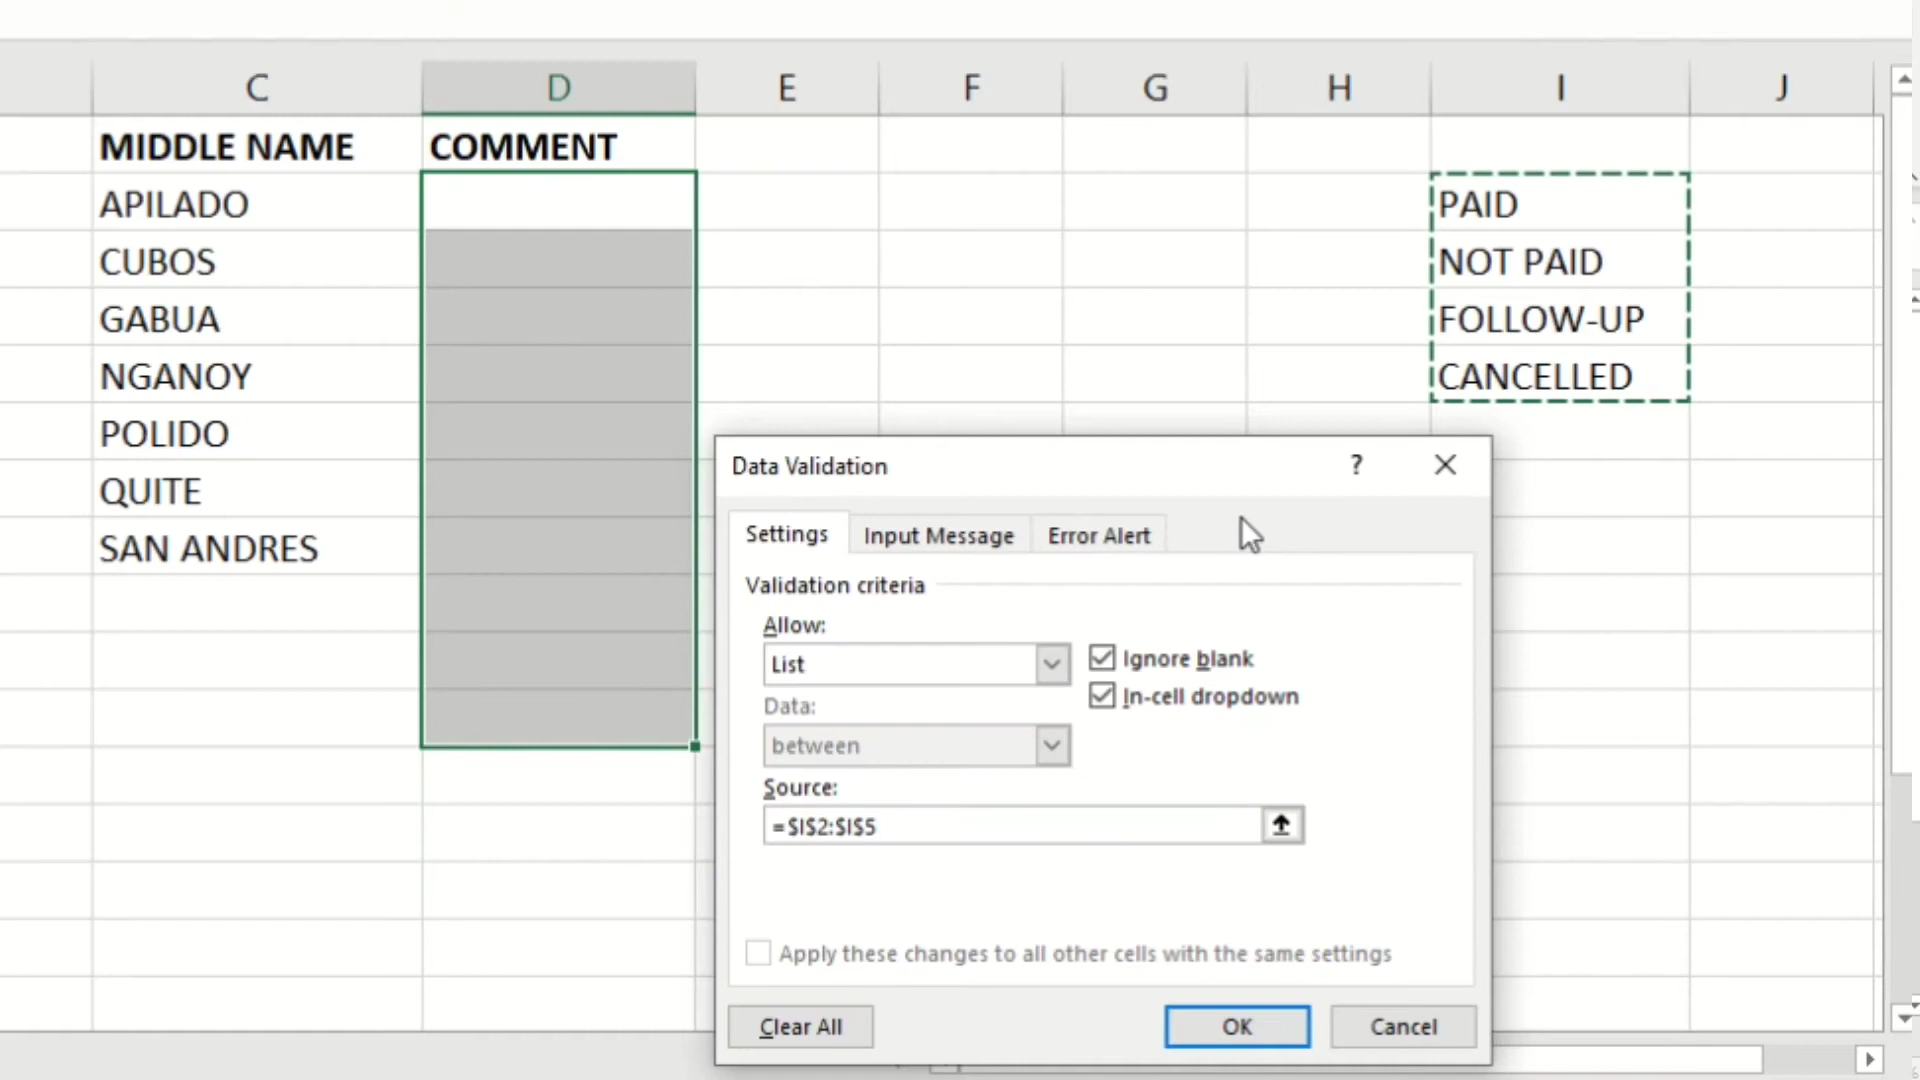 C D E F G H I J
MIDDLE NAME COMMENT
APILADO PAID
CUBOS NOT PAID
GABUA FOLLOW-UP
NGANOY CANCELLED
POLIDO
QUITE
SAN ANDRES
Data Validation ?
Settings Input Message Error Alert
Validation criteria
Allow:
List Ignore blank
In-cell dropdown
Data:
between
Source:
=$I$2:$I$5
Apply these changes to all other cells with the same settings
Clear All OK Cancel